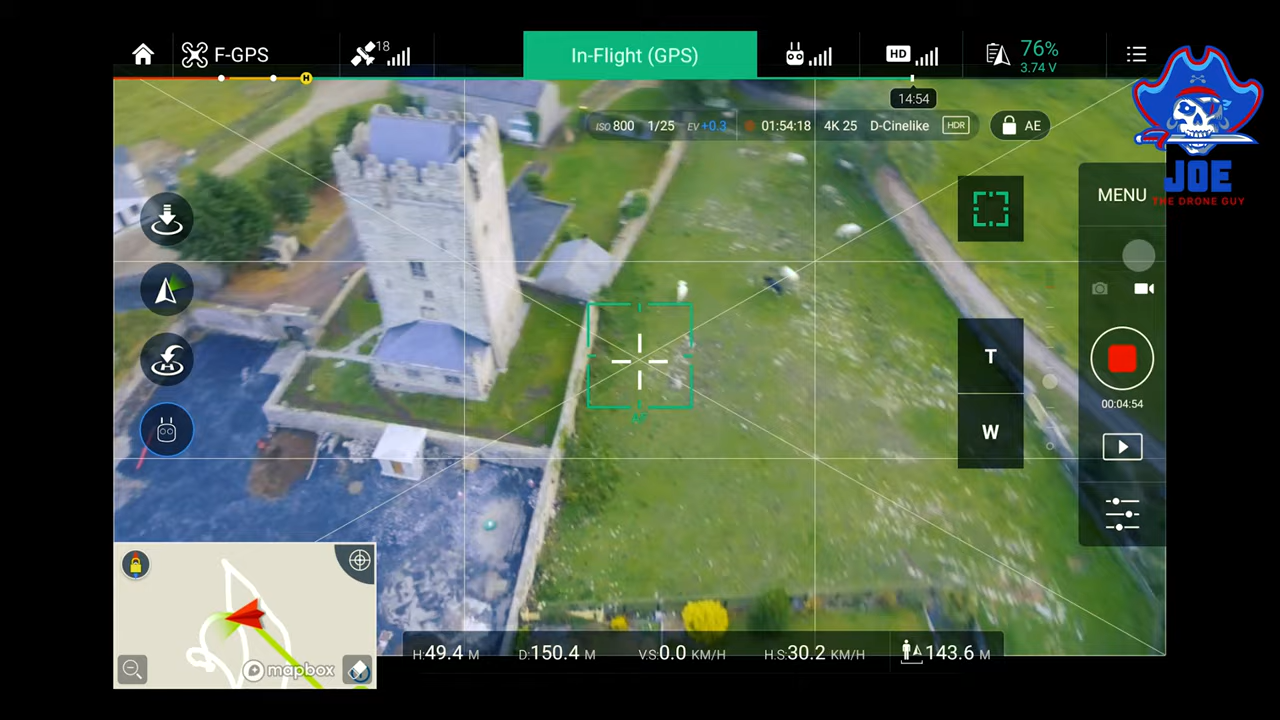 F-GPS
18
In-Flight (GPS)
HD
76%
3.74 V
14:54
ISO 800 1/25 EV +0.3 01:54:18 4K 25 D-Cinelike HDR
AE
JOE
THE DRONE GUY
MENU
T
W
00:04:54
H
mapbox
H:49.4 M D:150.4 M V.S:0.0 KM/H H.S:30.2 KM/H 143.6 M